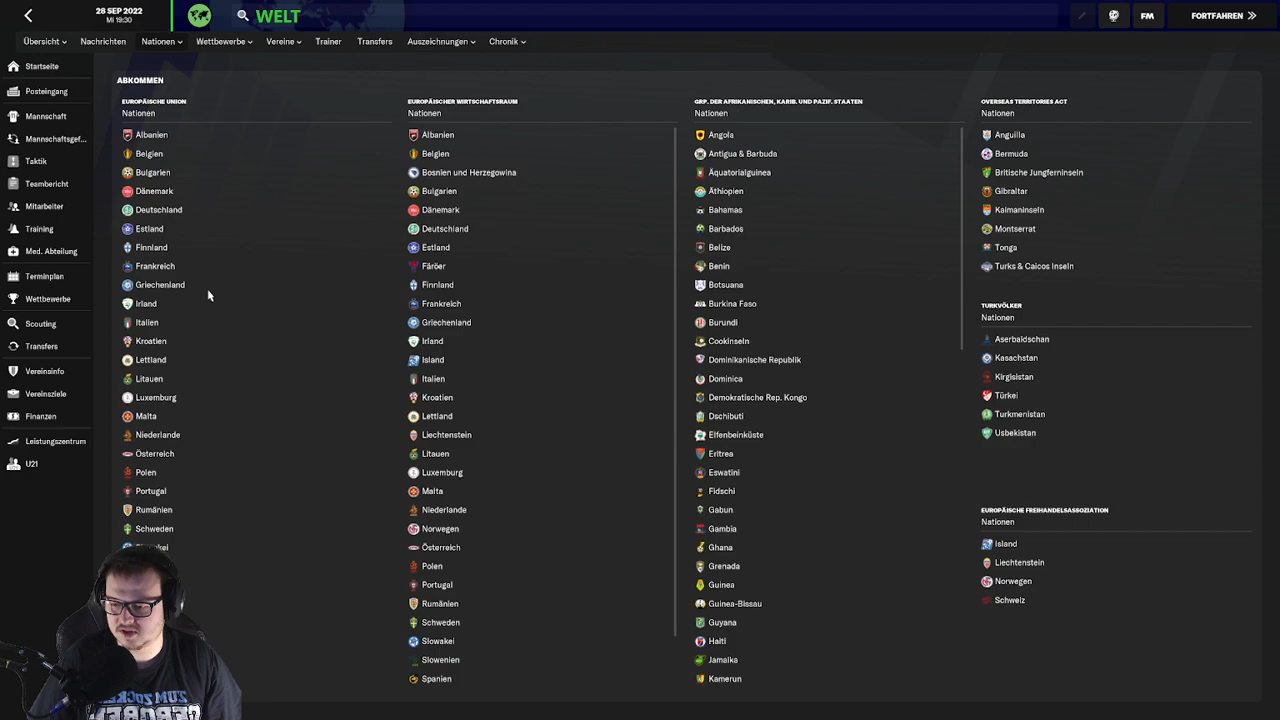 28 SEP 2022
MI 19:30
WELT
FM
FORTFAHREN
Übersicht
Nachrichten
Nationen
Wettbewerbe
Vereine
Trainer
Transfers
Auszeichnungen
Chronik
Startseite
Posteingang
Mannschaft
Mannschaftsgef...
Taktik
Teambericht
Mitarbeiter
Training
Med. Abteilung
Terminplan
Wettbewerbe
Scouting
Transfers
Vereinsinfo
Vereinsziele
Finanzen
Leistungszentrum
U21
ABKOMMEN
EUROPÄISCHE UNION
Nationen
Albanien
Belgien
Bulgarien
Dänemark
Deutschland
Estland
Finnland
Frankreich
Griechenland
Irland
Italien
Kroatien
Lettland
Litauen
Luxemburg
Malta
Niederlande
Österreich
Polen
Portugal
Rumänien
Schweden
EUROPÄISCHER WIRTSCHAFTSRAUM
Nationen
Albanien
Belgien
Bosnien und Herzegowina
Bulgarien
Dänemark
Deutschland
Estland
Färöer
Finnland
Frankreich
Griechenland
Irland
Island
Italien
Kroatien
Lettland
Liechtenstein
Litauen
Luxemburg
Malta
Niederlande
Norwegen
Österreich
Polen
Portugal
Rumänien
Schweden
Slowakei
Slowenien
Spanien
GRP. DER AFRIKANISCHEN, KARIB. UND PAZIF. STAATEN
Nationen
Angola
Antigua & Barbuda
Äquatorialguinea
Äthiopien
Bahamas
Barbados
Belize
Benin
Botsuana
Burkina Faso
Burundi
Cookinseln
Dominikanische Republik
Dominica
Demokratische Rep. Kongo
Dschibuti
Elfenbeinküste
Eritrea
Eswatini
Fidschi
Gabun
Gambia
Ghana
Grenada
Guinea
Guinea-Bissau
Guyana
Haiti
Jamaika
Kamerun
OVERSEAS TERRITORIES ACT
Nationen
Anguilla
Bermuda
Britische Jungferninseln
Gibraltar
Kaimaninseln
Montserrat
Tonga
Turks & Caicos Inseln
TURKVÖLKER
Nationen
Aserbaidschan
Kasachstan
Kirgisistan
Türkei
Turkmenistan
Usbekistan
EUROPÄISCHE FREIHANDELSASSOZIATION
Nationen
Island
Liechtenstein
Norwegen
Schweiz
ZUM ZOCKEN
GEBOREN